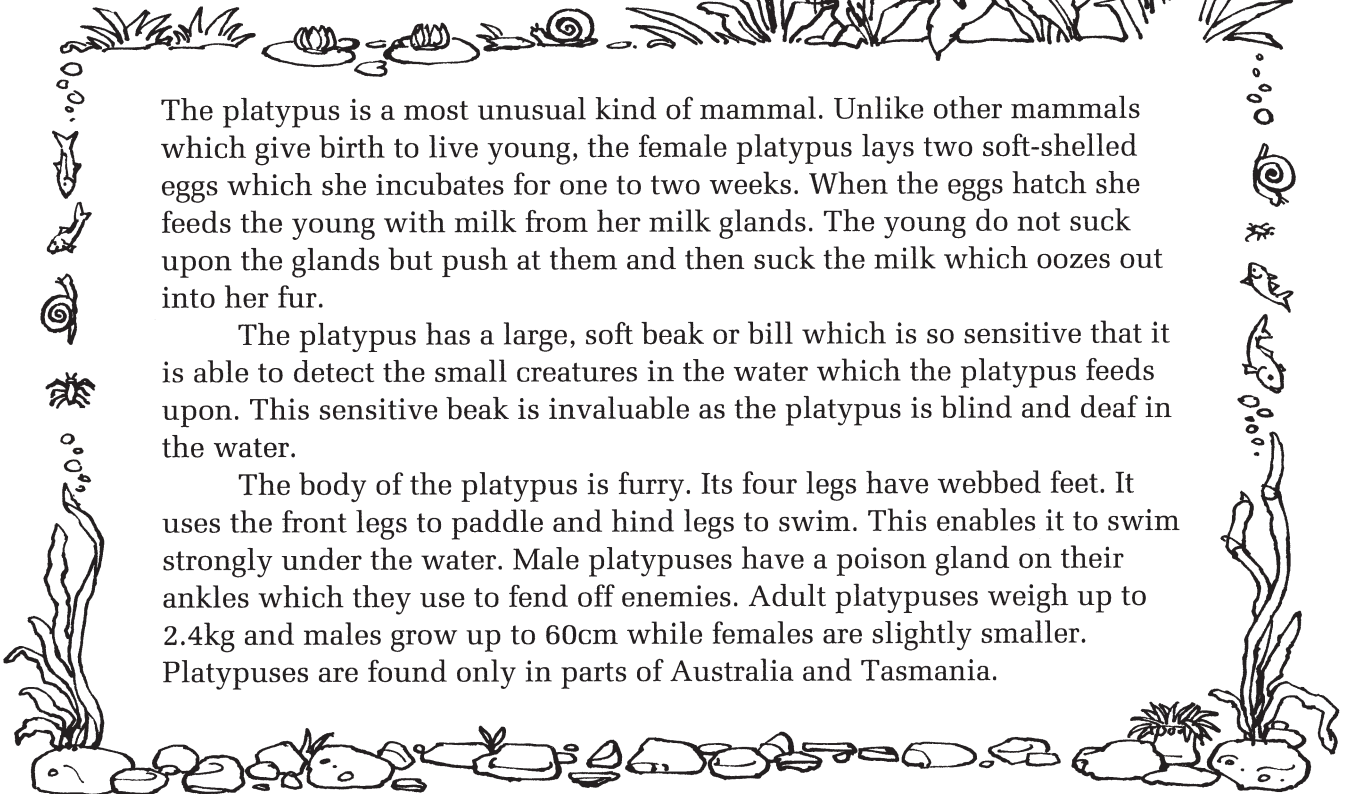 The platypus is a most unusual kind of mammal. Unlike other mammals
which give birth to live young, the female platypus lays two soft-shelled
eggs which she incubates for one to two weeks. When the eggs hatch she
feeds the young with milk from her milk glands. The young do not suck
upon the glands but push at them and then suck the milk which oozes out
into her fur.
The platypus has a large, soft beak or bill which is so sensitive that it
is able to detect the small creatures in the water which the platypus feeds
upon. This sensitive beak is invaluable as the platypus is blind and deaf in
the water.
The body of the platypus is furry. Its four legs have webbed feet. It
uses the front legs to paddle and hind legs to swim. This enables it to swim
strongly under the water. Male platypuses have a poison gland on their
ankles which they use to fend off enemies. Adult platypuses weigh up to
2.4kg and males grow up to 60cm while females are slightly smaller.
Platypuses are found only in parts of Australia and Tasmania.